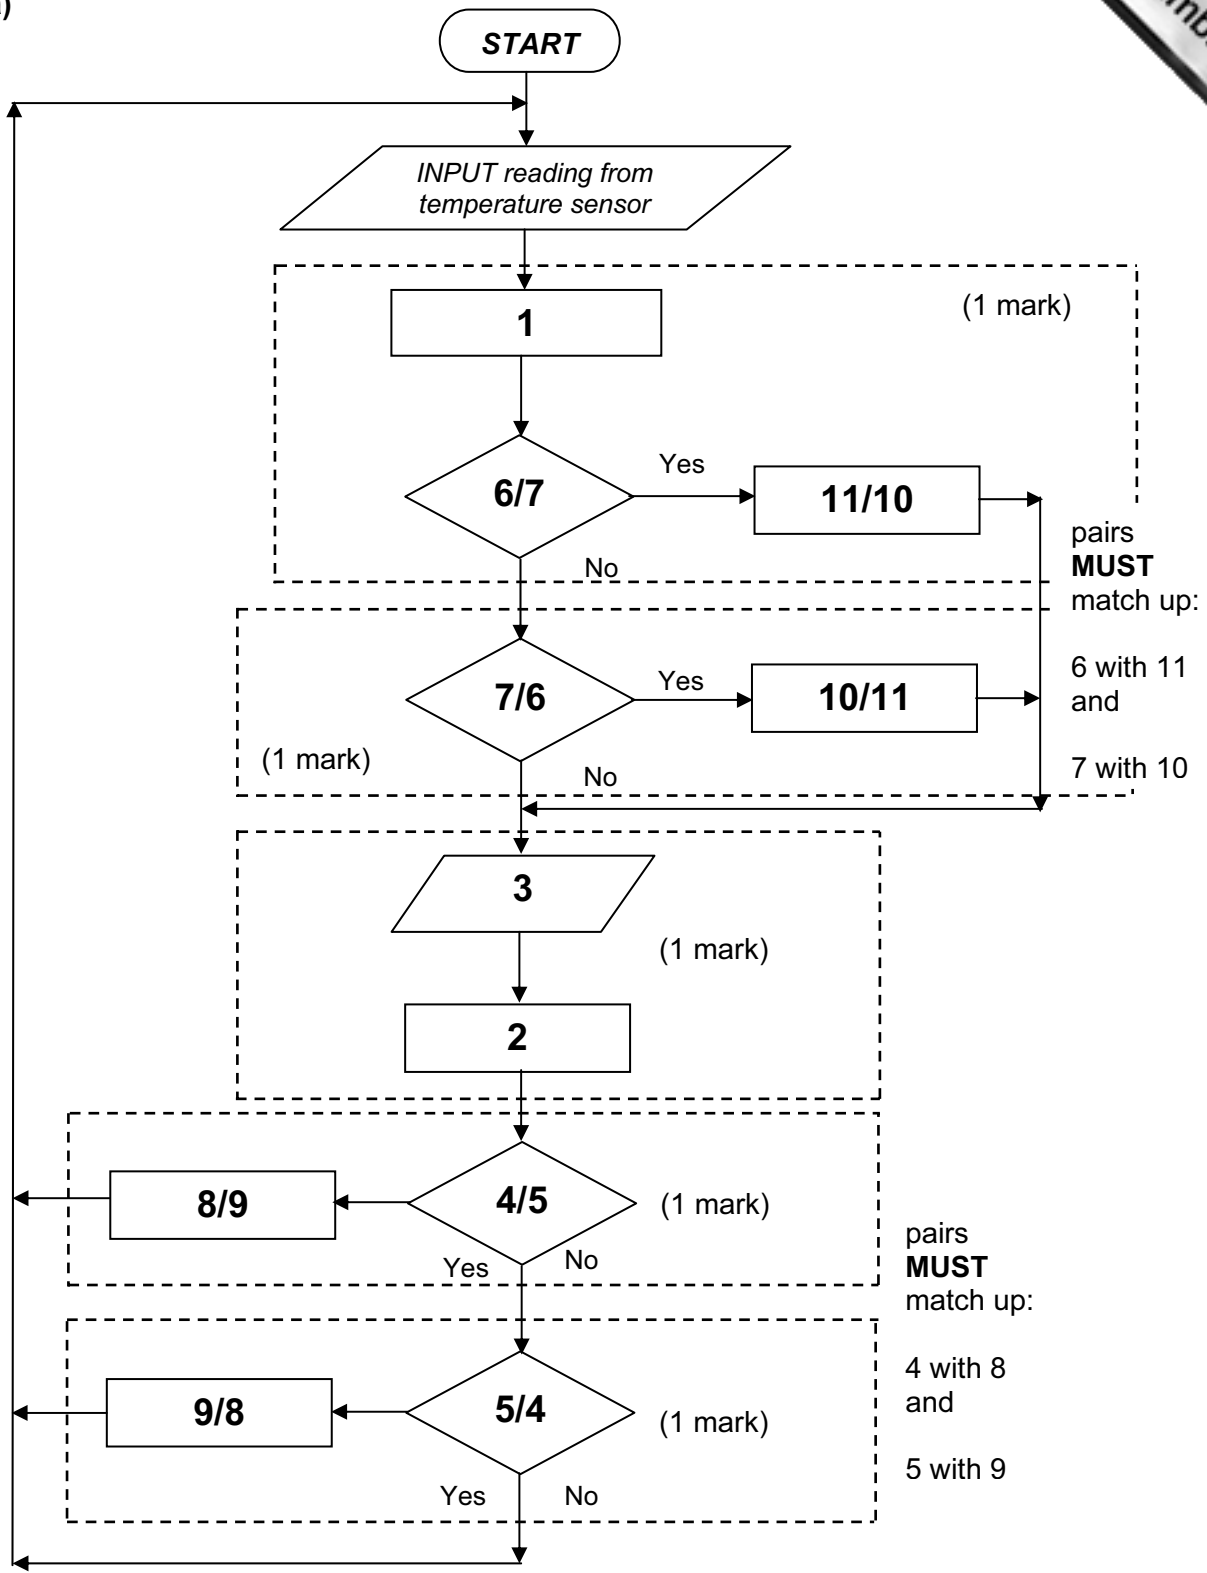 START
INPUT reading from
temperature sensor
1
(1 mark)
6/7
Yes
11/10
No
pairs
MUST
match up:
6 with 11
and
7 with 10
7/6
Yes
10/11
(1 mark)
No
3
(1 mark)
2
8/9
4/5
(1 mark)
Yes
No
pairs
MUST
match up:
4 with 8
and
5 with 9
9/8
5/4
(1 mark)
Yes
No